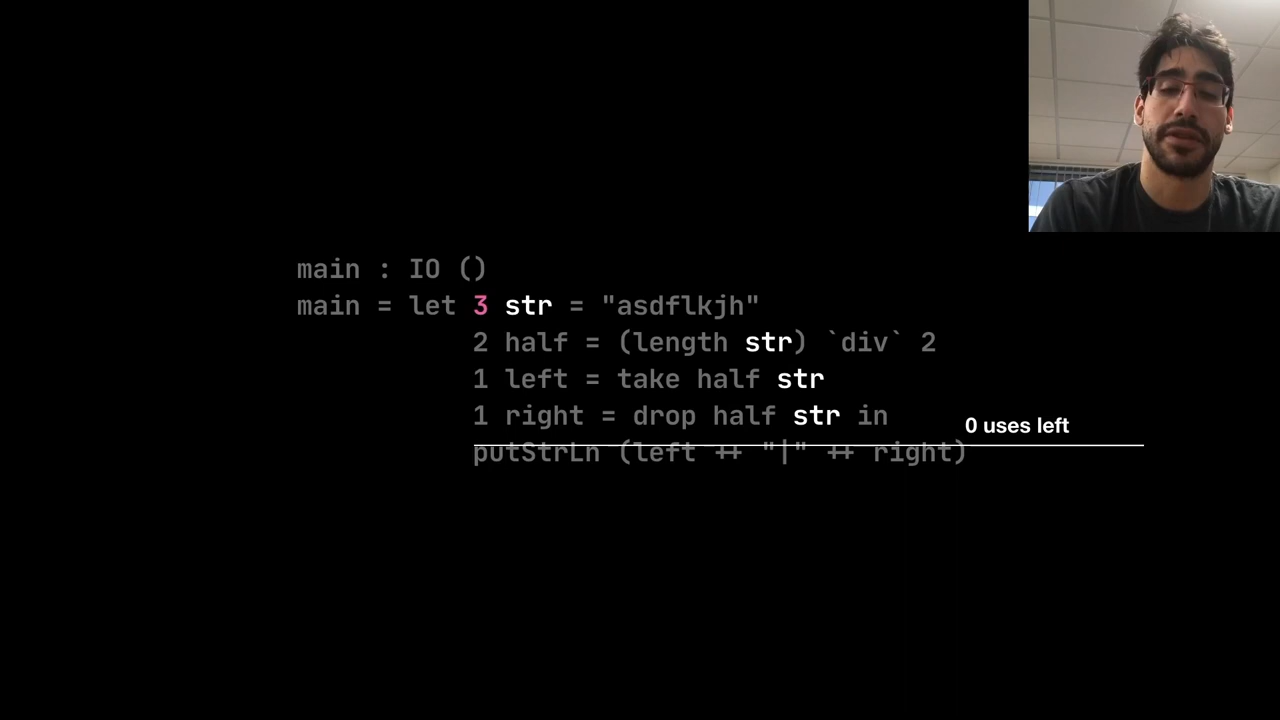 main : IO ()
main = let 3 str = "asdflkjh"
2 half = (length str) `div` 2
1 left = take half str
1 right = drop half str in
0 uses left
putStrLn (left ++ "|" ++ right)